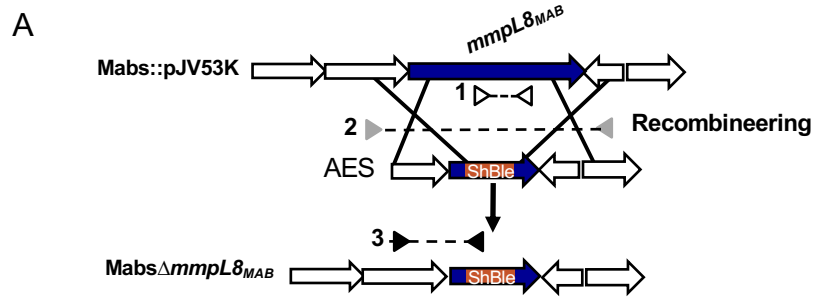 A
mmpL8MAB
Mabs::pJV53K
1
2
Recombineering
AES
ShBle
3
MabsΔmmpL8MAB
ShBle